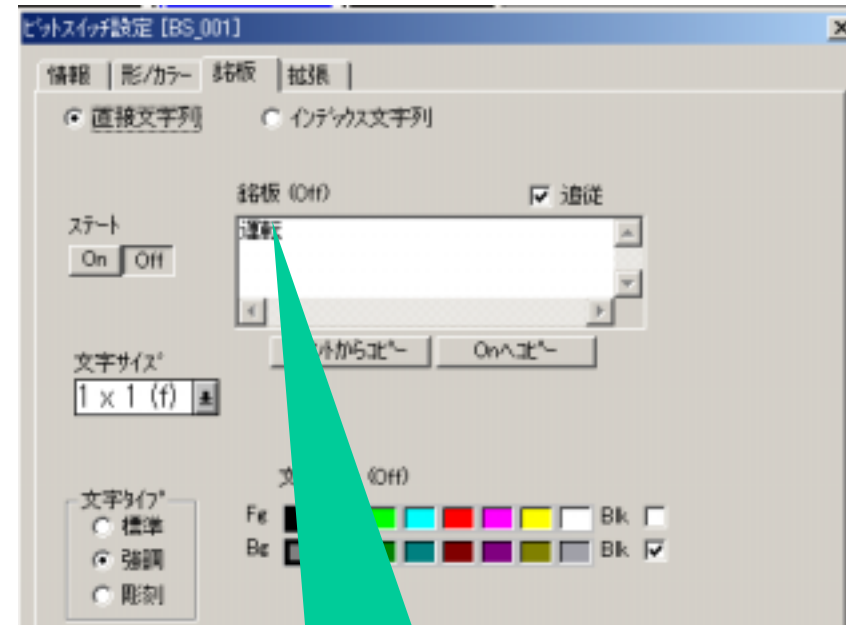 ビットスイッチ設定 [BS_001]
情報 形/カラー 銘板 拡張
直接文字列 インデックス文字列
銘板 (Off) 追従
ステート
運転
On Off
からコピー Onへコピー
文字サイズ
1 x 1 (f)
(Off)
文字タイプ
Fg Blk
標準
Bg Blk
強調
彫刻